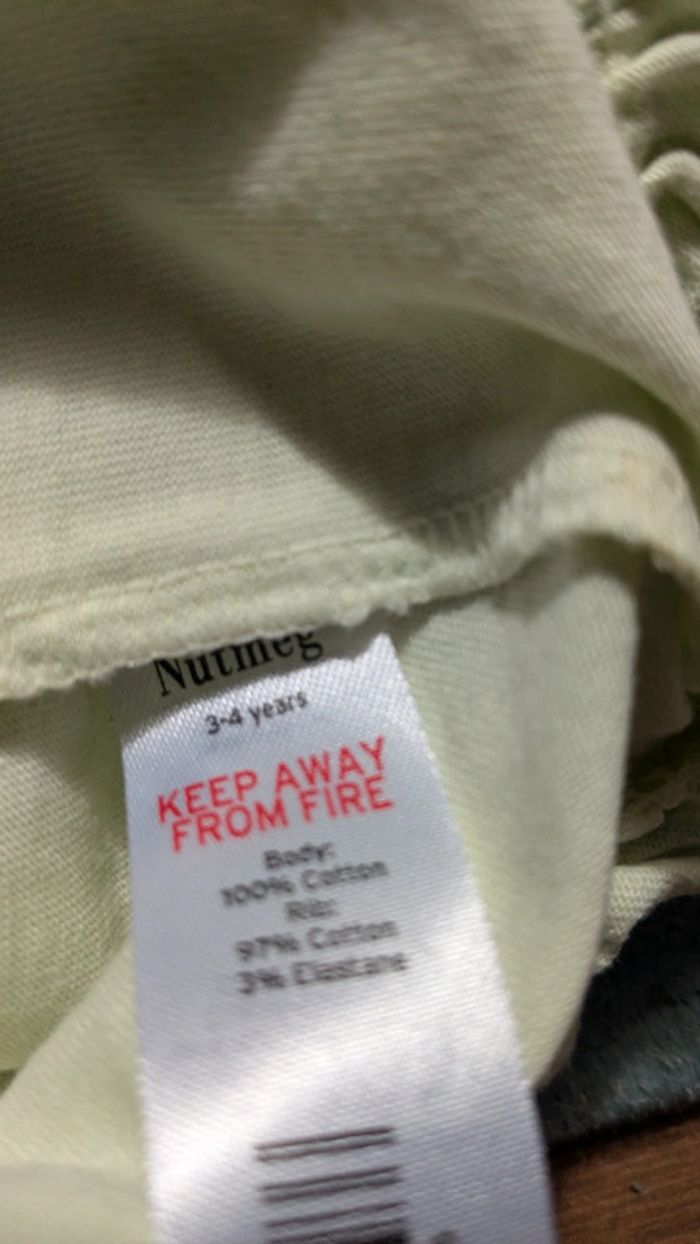 Nutmeg
3-4 years
KEEP AWAY
FROM FIRE
Body:
100% Cotton
Rib:
97% Cotton
3% Elastane